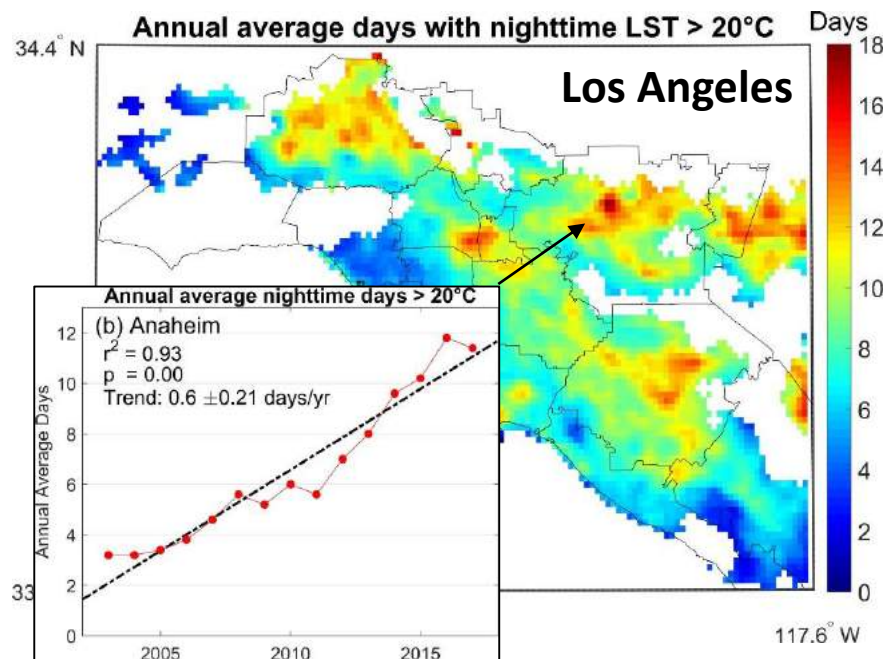 Annual average days with nighttime LST > 20°C
Days
34.4° N
Los Angeles
18
16
14
12
10
8
6
4
2
0
33
117.6° W
Annual average nighttime days > 20°C
(b) Anaheim
r² = 0.93
p = 0.00
Trend: 0.6 ±0.21 days/yr
Annual Average Days
12
10
8
6
4
2
0
2005
2010
2015